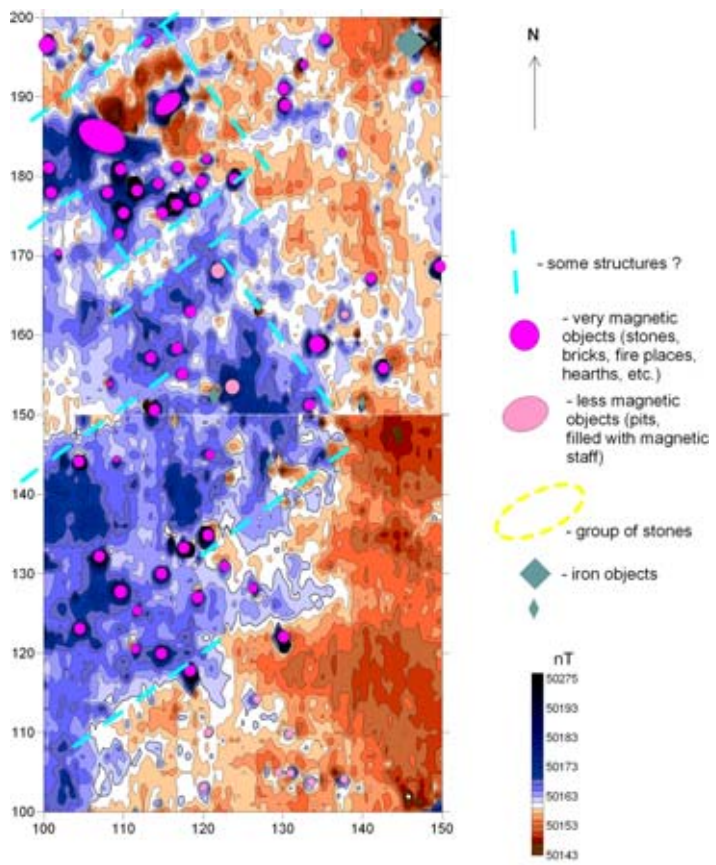 200
190
180
170
160
150
140
130
120
110
100
100 110 120 130 140 150
N
- some structures ?
- very magnetic
objects (stones,
bricks, fire places,
hearths, etc.)
- less magnetic
objects (pits,
filled with magnetic
staff)
- group of stones
- iron objects
nT
50275
50193
50183
50173
50163
50153
50143